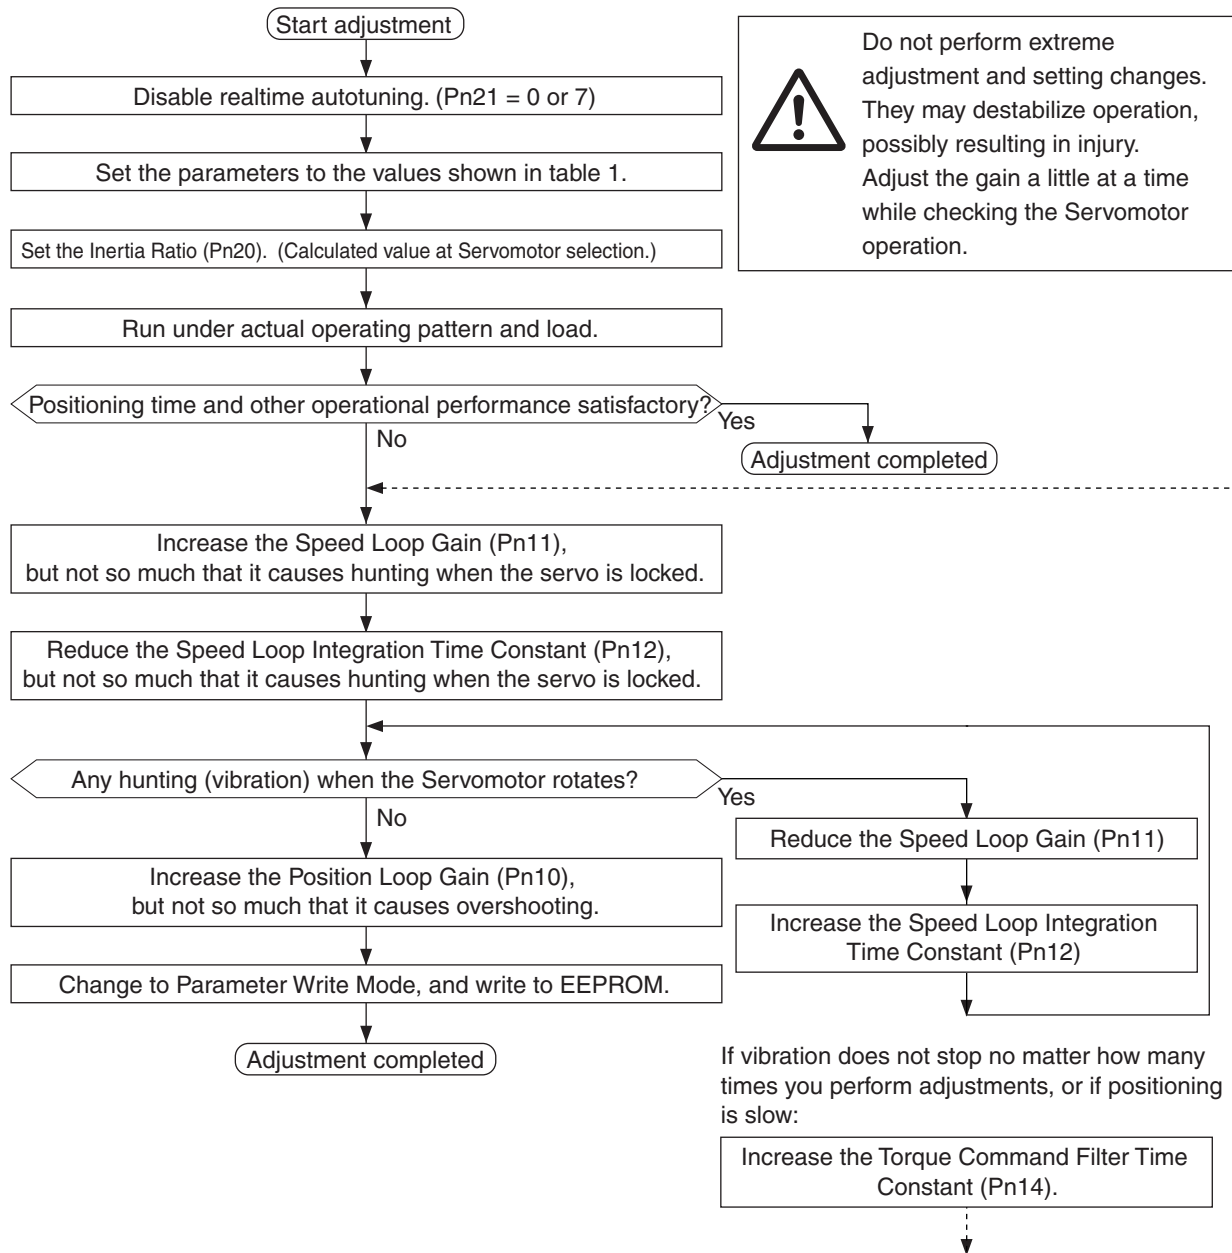 Start adjustment
Disable realtime autotuning. (Pn21 = 0 or 7)
Set the parameters to the values shown in table 1.
Set the Inertia Ratio (Pn20). (Calculated value at Servomotor selection.)
Run under actual operating pattern and load.
Do not perform extreme
adjustment and setting changes.
They may destabilize operation,
possibly resulting in injury.
Adjust the gain a little at a time
while checking the Servomotor
operation.
Positioning time and other operational performance satisfactory?
Yes
No
Adjustment completed
Increase the Speed Loop Gain (Pn11),
but not so much that it causes hunting when the servo is locked.
Reduce the Speed Loop Integration Time Constant (Pn12),
but not so much that it causes hunting when the servo is locked.
Any hunting (vibration) when the Servomotor rotates?
Yes
No
Reduce the Speed Loop Gain (Pn11)
Increase the Speed Loop Integration
Time Constant (Pn12)
Increase the Position Loop Gain (Pn10),
but not so much that it causes overshooting.
Change to Parameter Write Mode, and write to EEPROM.
Adjustment completed
If vibration does not stop no matter how many
times you perform adjustments, or if positioning
is slow:
Increase the Torque Command Filter Time
Constant (Pn14).